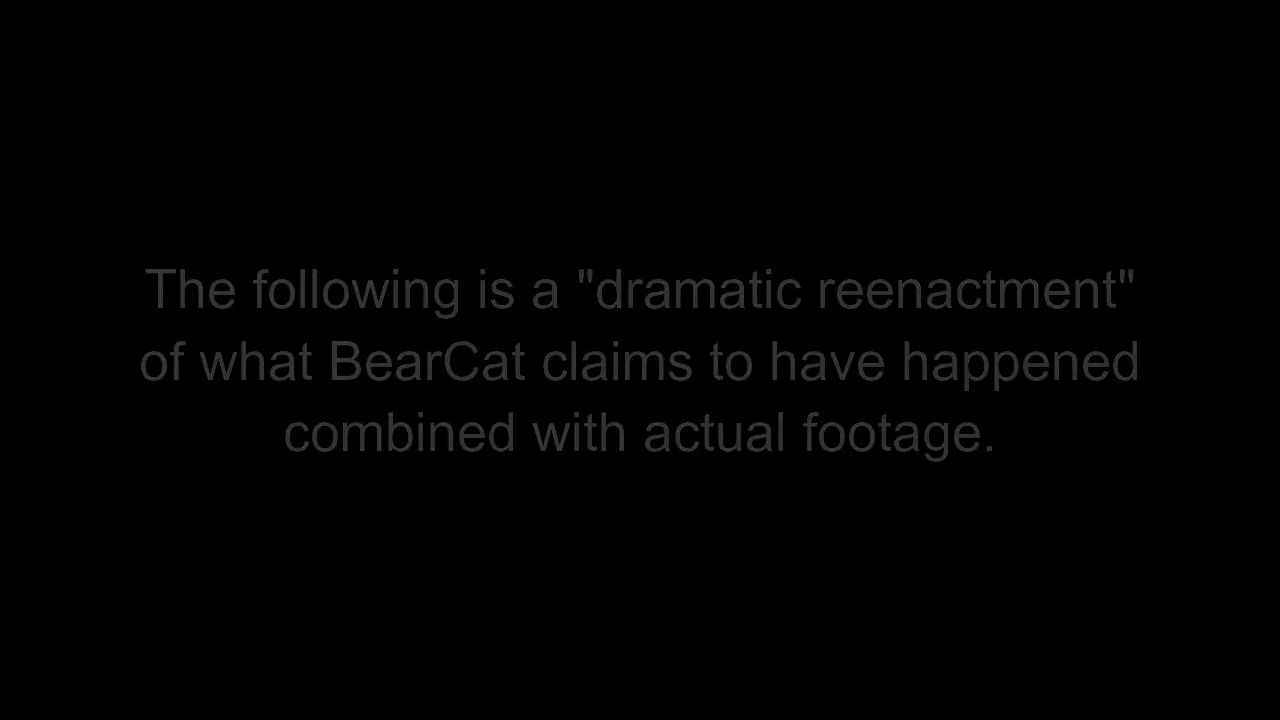 The following is a "dramatic reenactment"
of what BearCat claims to have happened
combined with actual footage.